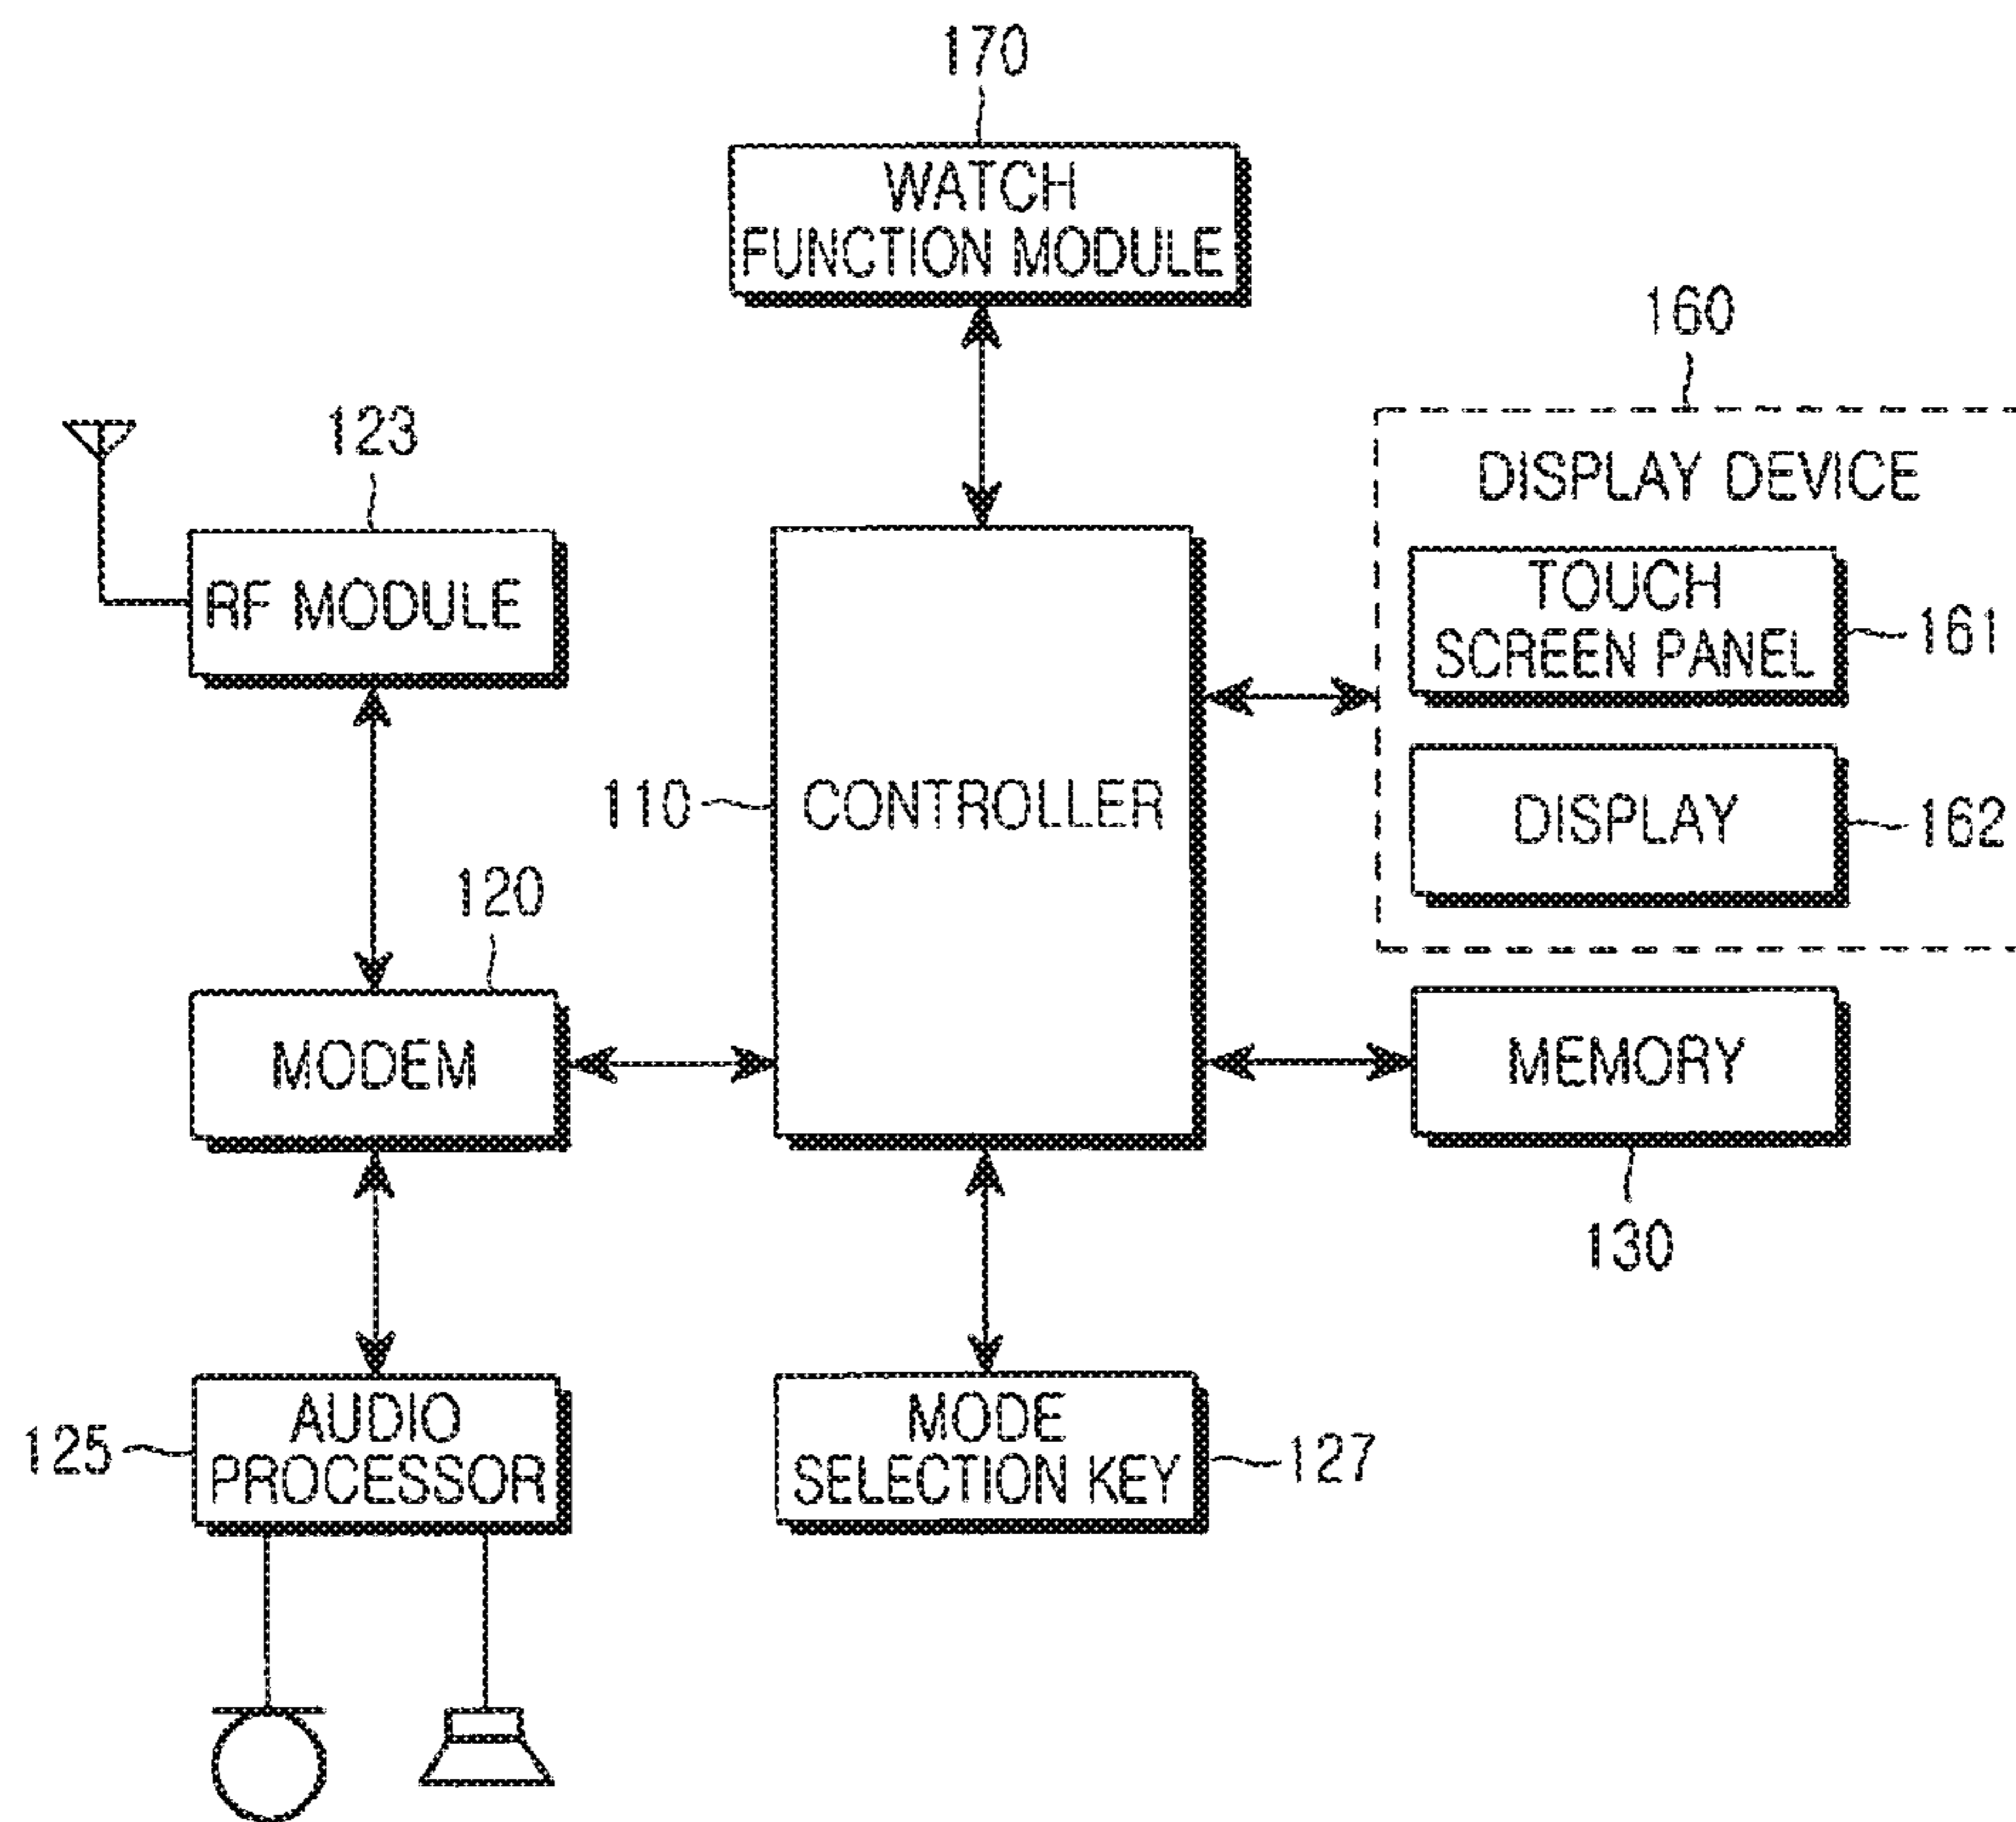 170
WATCH
FUNCTION MODULE
160
DISPLAY DEVICE
123
RF MODULE
TOUCH
SCREEN PANEL
161
110
CONTROLLER
DISPLAY
162
120
MODEM
MEMORY
130
125
AUDIO
PROCESSOR
MODE
SELECTION KEY
127